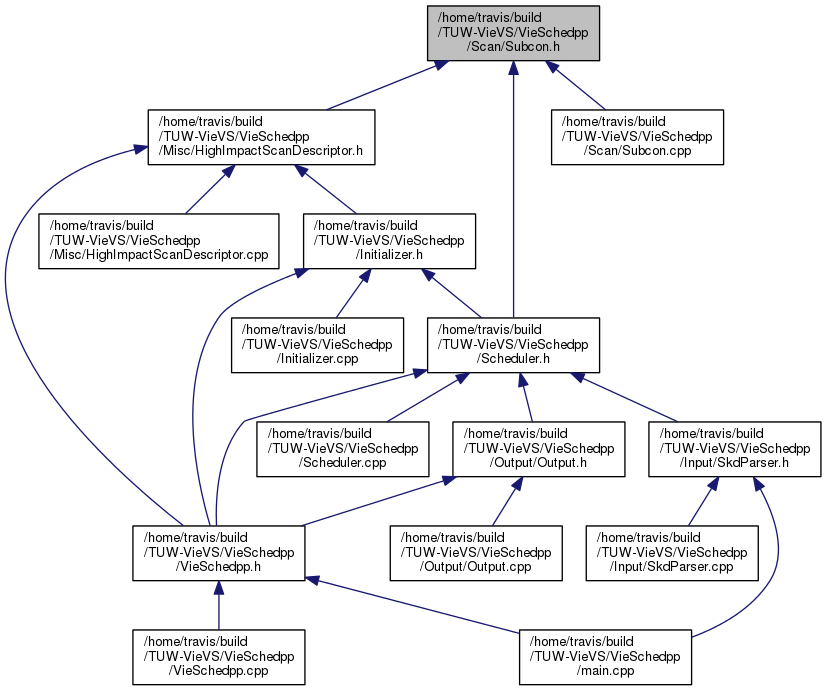 /home/travis/build
/TUW-VieVS/VieSchedpp
/Scan/Subcon.h
/home/travis/build
/TUW-VieVS/VieSchedpp
/Misc/HighImpactScanDescriptor.h
/home/travis/build
/TUW-VieVS/VieSchedpp
/Scan/Subcon.cpp
/home/travis/build
/TUW-VieVS/VieSchedpp
/Misc/HighImpactScanDescriptor.cpp
/home/travis/build
/TUW-VieVS/VieSchedpp
/Initializer.h
/home/travis/build
/TUW-VieVS/VieSchedpp
/Initializer.cpp
/home/travis/build
/TUW-VieVS/VieSchedpp
/Scheduler.h
/home/travis/build
/TUW-VieVS/VieSchedpp
/Scheduler.cpp
/home/travis/build
/TUW-VieVS/VieSchedpp
/Output/Output.h
/home/travis/build
/TUW-VieVS/VieSchedpp
/Input/SkdParser.h
/home/travis/build
/TUW-VieVS/VieSchedpp
/VieSchedpp.h
/home/travis/build
/TUW-VieVS/VieSchedpp
/Output/Output.cpp
/home/travis/build
/TUW-VieVS/VieSchedpp
/Input/SkdParser.cpp
/home/travis/build
/TUW-VieVS/VieSchedpp
/VieSchedpp.cpp
/home/travis/build
/TUW-VieVS/VieSchedpp
/main.cpp